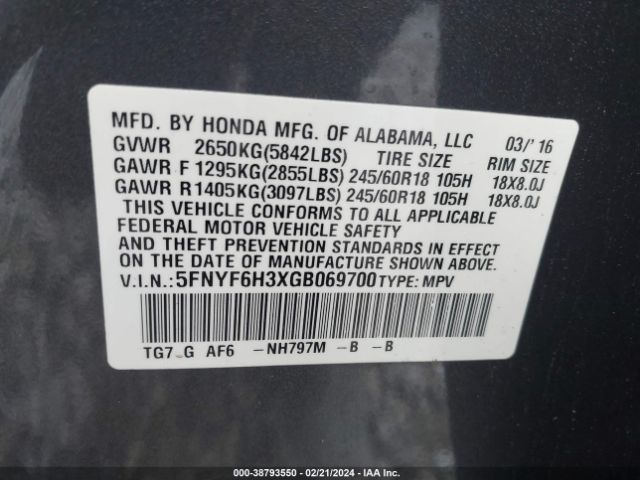 MFD. BY HONDA MFG. OF ALABAMA, LLC 03/'16
GVWR 2650KG(5842LBS) TIRE SIZE RIM SIZE
GAWR F 1295KG(2855LBS) 245/60R18 105H 18X8.0J
GAWR R 1405KG(3097LBS) 245/60R18 105H 18X8.0J
THIS VEHICLE CONFORMS TO ALL APPLICABLE
FEDERAL MOTOR VEHICLE SAFETY
AND THEFT PREVENTION STANDARDS IN EFFECT
ON THE DATE OF MANUFACTURE SHOWN ABOVE.
V.I.N.:5FNYF6H3XGB069700 TYPE: MPV
TG7 G AF6 -NH797M -B -B
000-38793550 - 02/21/2024 - IAA Inc.